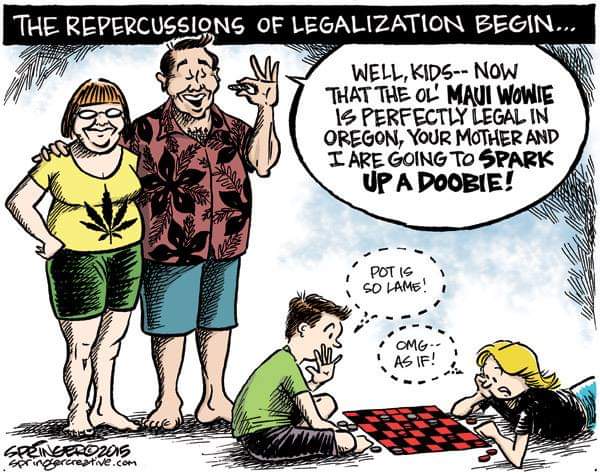 THE REPERCUSSIONS OF LEGALIZATION BEGIN...
WELL, KIDS-- NOW
THAT THE OL' MAUI WOWIE
IS PERFECTLY LEGAL IN
OREGON, YOUR MOTHER AND
I ARE GOING TO SPARK
UP A DOOBIE!
POT IS
SO LAME!
OMG--
AS IF!
SPRINGER©2015
springercreative.com